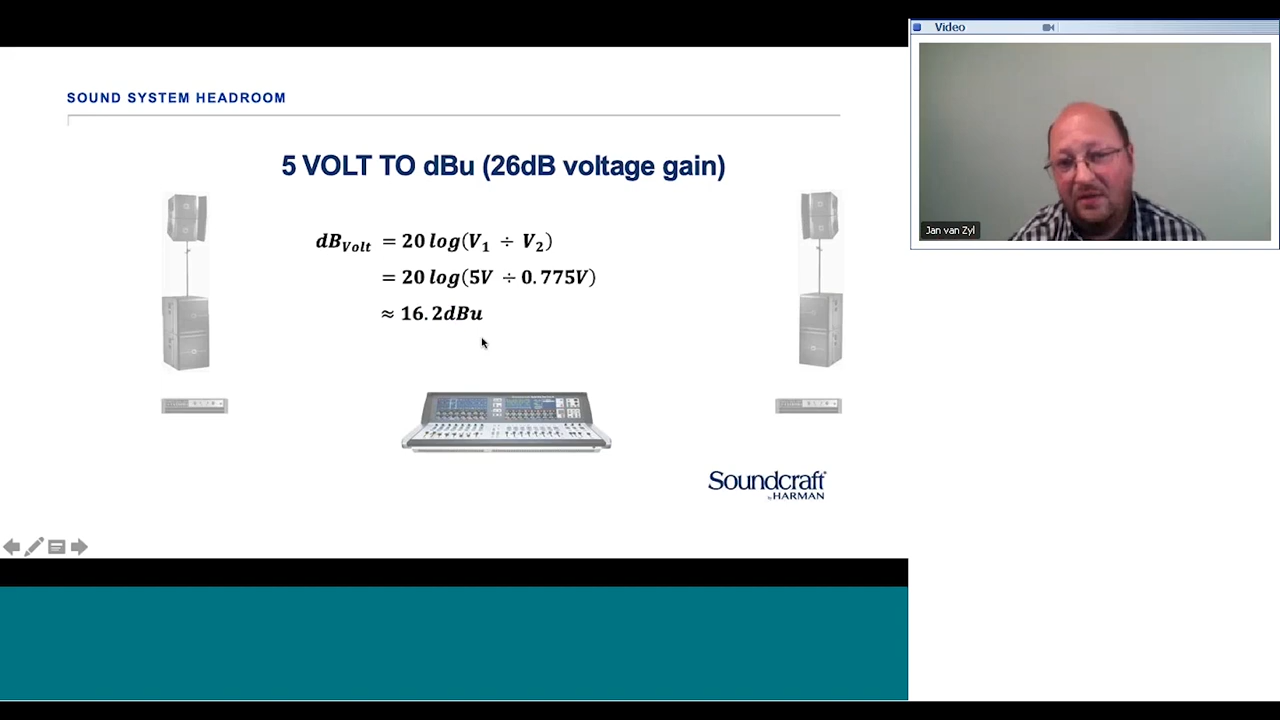 SOUND SYSTEM HEADROOM
5 VOLT TO dBu (26dB voltage gain)
dB_Volt = 20 log(V₁ ÷ V₂)
= 20 log(5V ÷ 0.775V)
≈ 16.2dBu
Soundcraft
by HARMAN
Video
Jan van Zyl